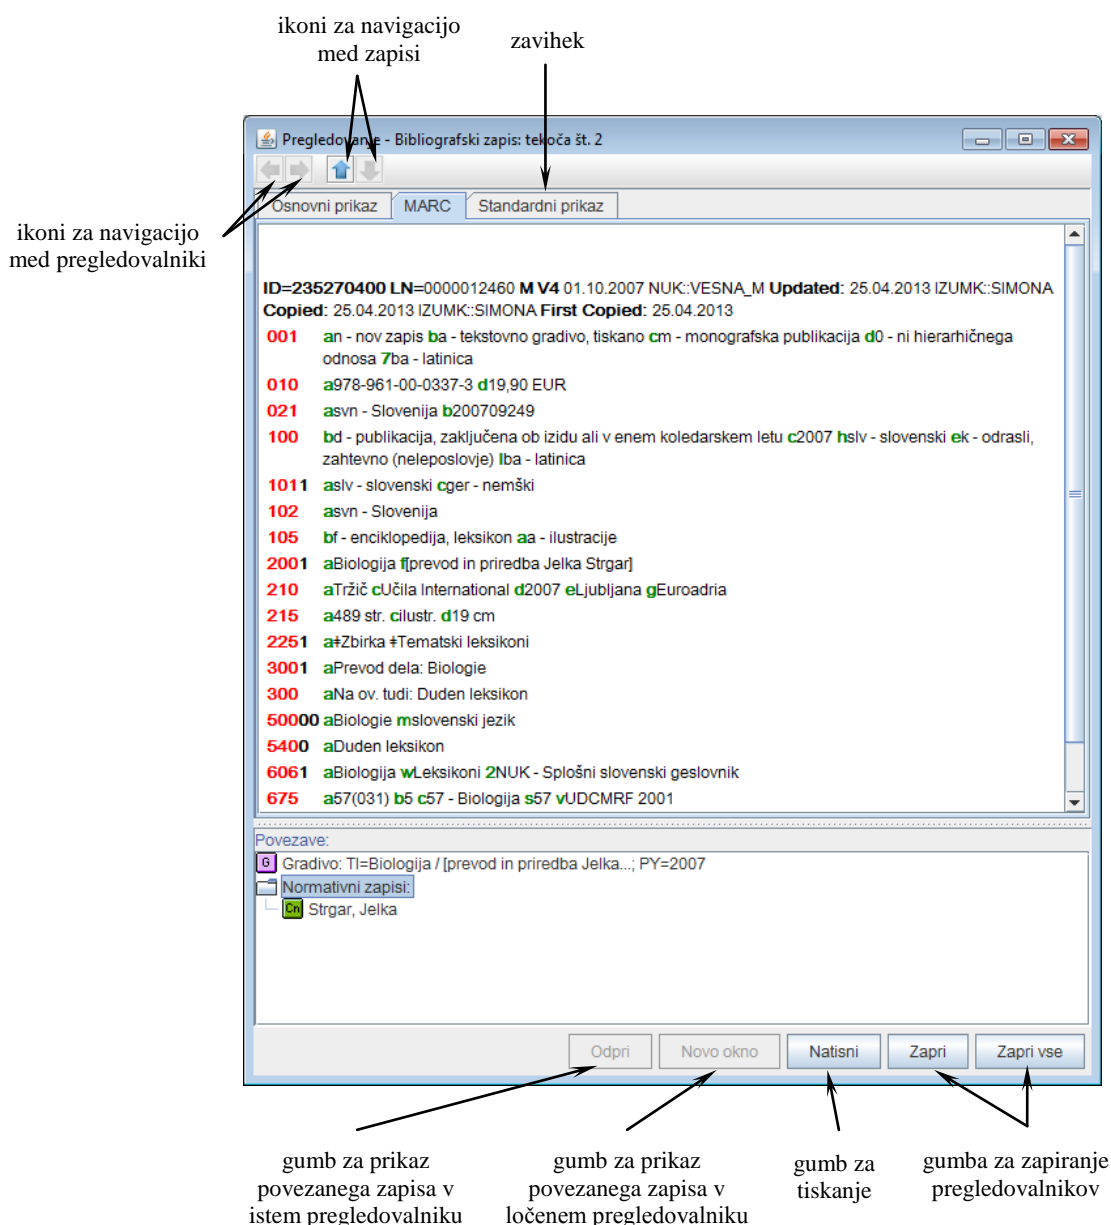 ikoni za navigacijo
med zapisi
zavihek
Pregledovanje - Bibliografski zapis: tekoča št. 2
Osnovni prikaz MARC Standardni prikaz
ikoni za navigacijo
med pregledovalniki
ID=235270400 LN=0000012460 M V4 01.10.2007 NUK::VESNA_M Updated: 25.04.2013 IZUMK::SIMONA
Copied: 25.04.2013 IZUMK::SIMONA First Copied: 25.04.2013
001 an - nov zapis ba - tekstovno gradivo, tiskano cm - monografska publikacija d0 - ni hierarhičnega
odnosa 7ba - latinica
010 a978-961-00-0337-3 d19,90 EUR
021 asvn - Slovenija b200709249
100 bd - publikacija, zaključena ob izidu ali v enem koledarskem letu c2007 hslv - slovenski ek - odrasli,
zahtevno (neleposlovje) lba - latinica
1011 aslv - slovenski cger - nemški
102 asvn - Slovenija
105 bf - enciklopedija, leksikon aa - ilustracije
2001 aBiologija f[prevod in priredba Jelka Strgar]
210 aTržič cUčila International d2007 eLjubljana gEuroadria
215 a489 str. cilustr. d19 cm
2251 a‡Zbirka ‡Tematski leksikoni
3001 aPrevod dela: Biologie
300 aNa ov. tudi: Duden leksikon
50000 aBiologie mslovenski jezik
5400 aDuden leksikon
6061 aBiologija wLeksikoni 2NUK - Splošni slovenski geslovnik
675 a57(031) b5 c57 - Biologija s57 vUDCMRF 2001
Povezave:
G Gradivo: TI=Biologija / [prevod in priredba Jelka...; PY=2007
Normativni zapisi:
Cn Strgar, Jelka
Odpri Novo okno Natisni Zapri Zapri vse
gumb za prikaz
povezanega zapisa v
istem pregledovalniku
gumb za prikaz
povezanega zapisa v
ločenem pregledovalniku
gumb za
tiskanje
gumba za zapiranje
pregledovalnikov